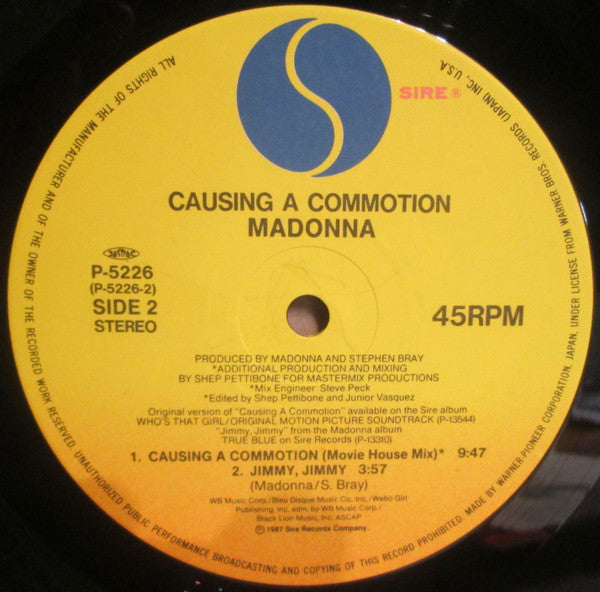 SIRE ®
CAUSING A COMMOTION
MADONNA
JASRAC
P-5226
(P-5226-2)
SIDE 2
STEREO
45RPM
PRODUCED BY MADONNA AND STEPHEN BRAY
*ADDITIONAL PRODUCTION AND MIXING
BY SHEP PETTIBONE FOR MASTERMIX PRODUCTIONS
*Mix Engineer: Steve Peck
*Edited by Shep Pettibone and Junior Vasquez
Original version of "Causing A Commotion" available on the Sire album
WHO'S THAT GIRL/ORIGINAL MOTION PICTURE SOUNDTRACK (P-13544)
"Jimmy, Jimmy" from the Madonna album
TRUE BLUE on Sire Records (P-13310)
1. CAUSING A COMMOTION (Movie House Mix)* 9:47
2. JIMMY, JIMMY 3:57
(Madonna/S. Bray)
WB Music Corp./Bleu Disque Music Co., Inc./Webo Girl
Publishing, Inc. adm. by WB Music Corp./
Black Lion Music, Inc. ASCAP
Ⓟ 1987 Sire Records Company.
ALL RIGHTS OF THE MANUFACTURER AND OF THE OWNER OF THE RECORDED WORK RESERVED. UNAUTHORIZED PUBLIC PERFORMANCE BROADCASTING AND COPYING OF THIS RECORD PROHIBITED. MADE BY WARNER-PIONEER CORPORATION, JAPAN, UNDER LICENSE FROM WARNER BROS. RECORDS (JAPAN) INC., U.S.A.